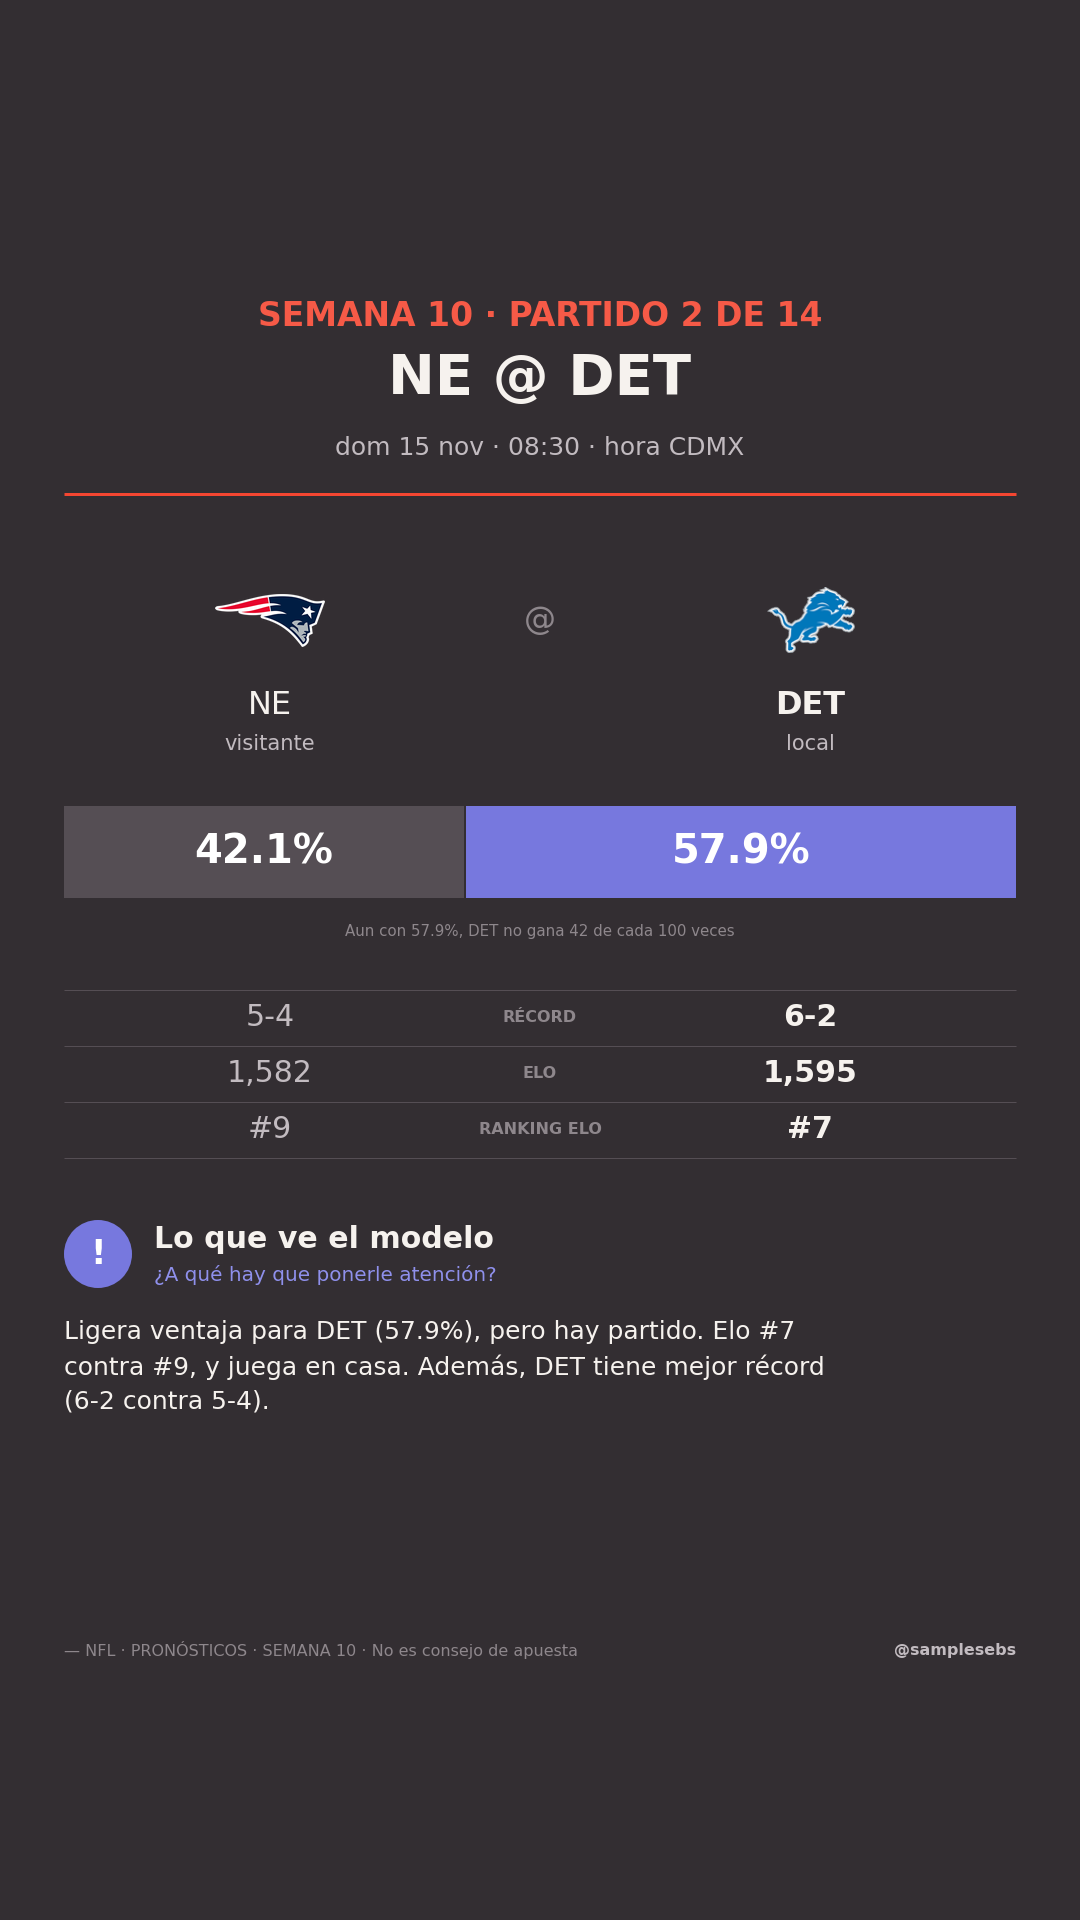 SEMANA 10 · PARTIDO 2 DE 14
NE @ DET
dom 15 nov · 08:30 · hora CDMX
@
NE
DET
visitante
local
42.1%
57.9%
Aun con 57.9%, DET no gana 42 de cada 100 veces
5-4 RÉCORD 6-2
1,582 ELO 1,595
#9 RANKING ELO #7
!
Lo que ve el modelo
¿A qué hay que ponerle atención?
Ligera ventaja para DET (57.9%), pero hay partido. Elo #7
contra #9, y juega en casa. Además, DET tiene mejor récord
(6-2 contra 5-4).
— NFL · PRONÓSTICOS · SEMANA 10 · No es consejo de apuesta
@samplesebs